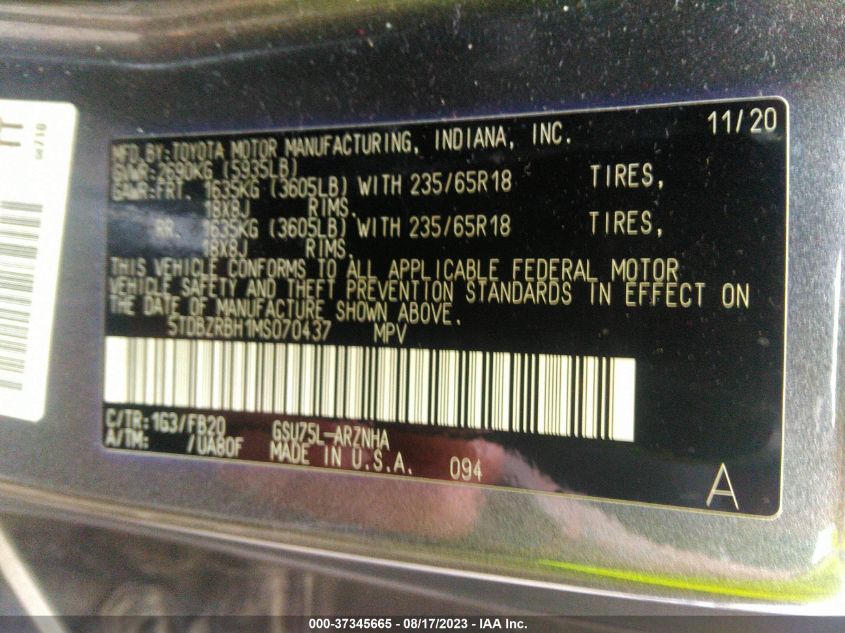 11/20
MFD.BY:TOYOTA MOTOR MANUFACTURING, INDIANA, INC.
GVWR:2690KG (5935LB)
GAWR:FRT. 1635KG (3605LB) WITH 235/65R18 TIRES,
18X8J RIMS.
RR. 1635KG (3605LB) WITH 235/65R18 TIRES,
18X8J RIMS.
THIS VEHICLE CONFORMS TO ALL APPLICABLE FEDERAL MOTOR
VEHICLE SAFETY AND THEFT PREVENTION STANDARDS IN EFFECT ON
THE DATE OF MANUFACTURE SHOWN ABOVE.
5TDBZRBH1MS070437 MPV
C/TR:1G3/FB20 GSU75L-ARZNHA
A/TM: /UA80F MADE IN U.S.A. 094
A
000-37345665 - 08/17/2023 - IAA Inc.